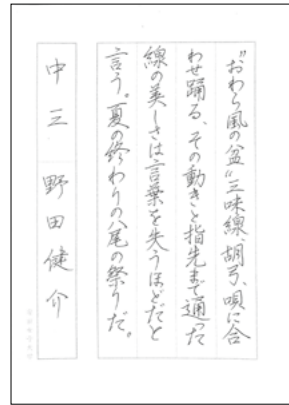 “おわら風の盆”三味線、胡弓、唄に合
わせ踊る、その動きと指先まで通った
線の美しさは言葉を失うほどだと
言う。夏の終わりの八尾の祭りだ。
中三 野田健介